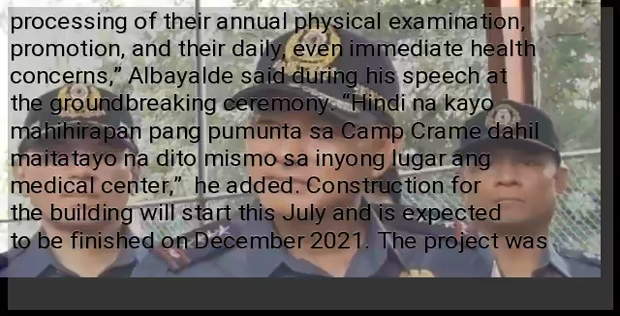 processing of their annual physical examination,
promotion, and their daily, even immediate health
concerns,” Albayalde said during his speech at
the groundbreaking ceremony. “Hindi na kayo
mahihirapan pang pumunta sa Camp Crame dahil
maitatayo na dito mismo sa inyong lugar ang
medical center,”  he added. Construction for
the building will start this July and is expected
to be finished on December 2021. The project was